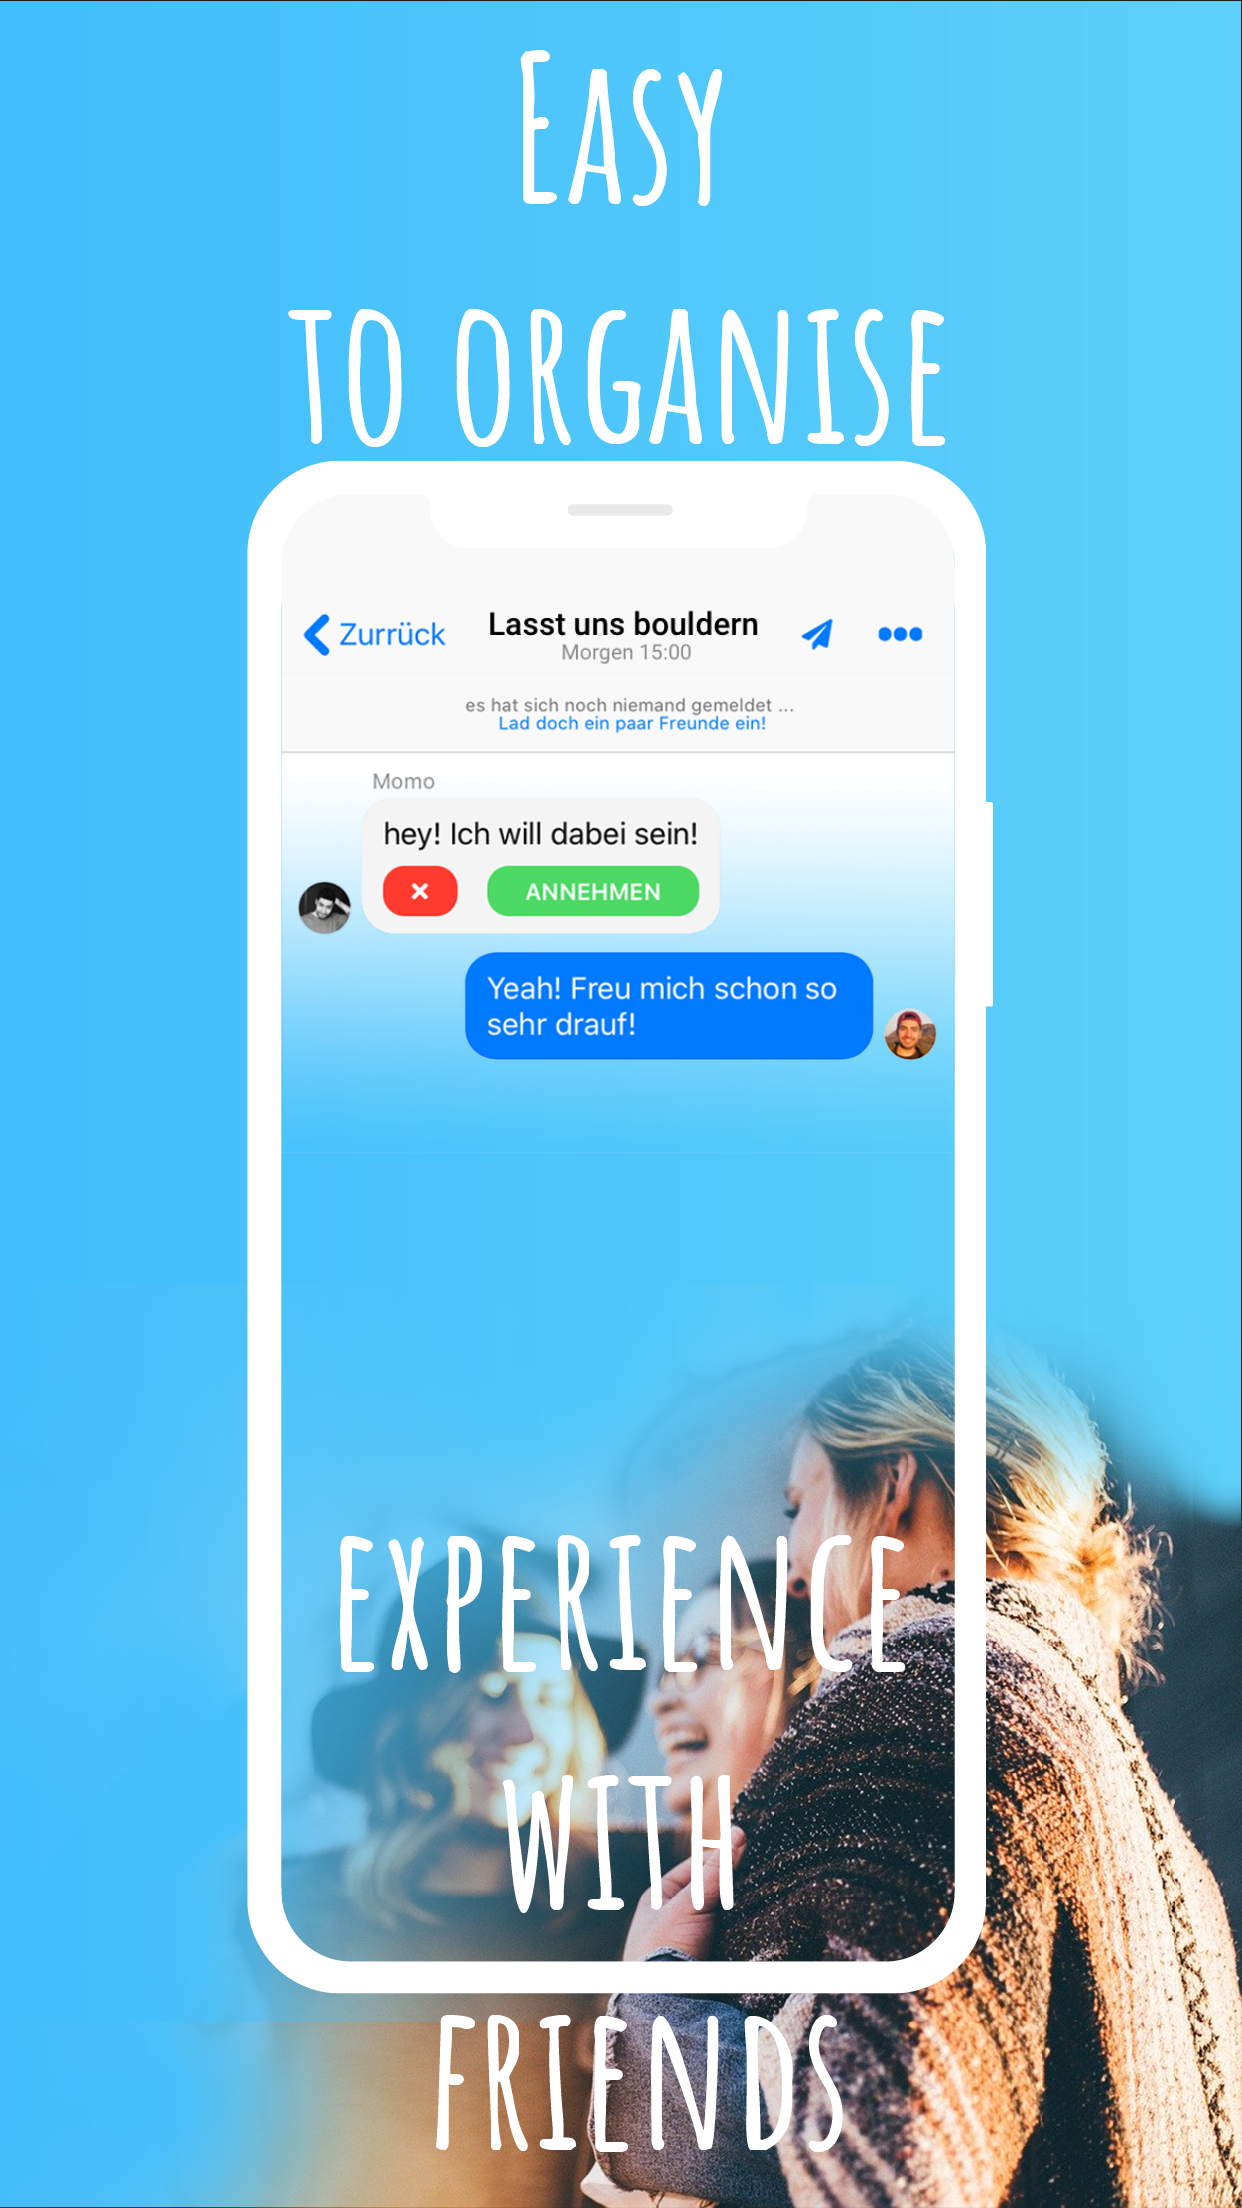 Easy
to organise
Zurrück
Lasst uns bouldern
Morgen 15:00
es hat sich noch niemand gemeldet ...
Lad doch ein paar Freunde ein!
Momo
hey! Ich will dabei sein!
ANNEHMEN
Yeah! Freu mich schon so
sehr drauf!
experience
with
friends